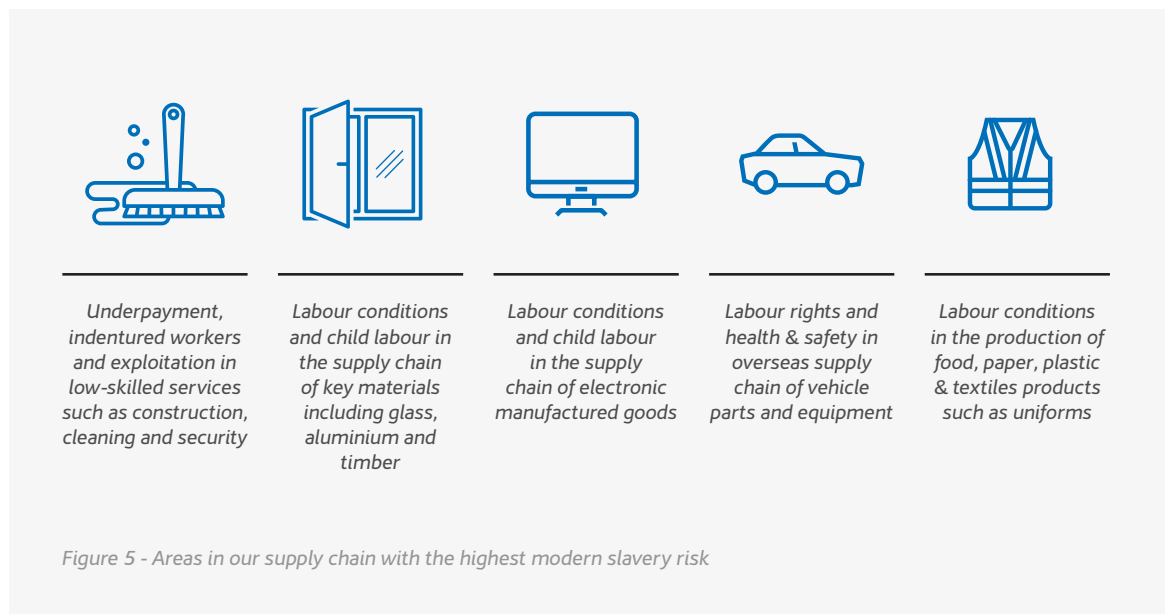 Underpayment,
indentured workers
and exploitation in
low-skilled services
such as construction,
cleaning and security
Labour conditions
and child labour in
the supply chain
of key materials
including glass,
aluminium and
timber
Labour conditions
and child labour
in the supply
chain of electronic
manufactured goods
Labour rights and
health & safety in
overseas supply
chain of vehicle
parts and equipment
Labour conditions
in the production of
food, paper, plastic
& textiles products
such as uniforms
Figure 5 - Areas in our supply chain with the highest modern slavery risk